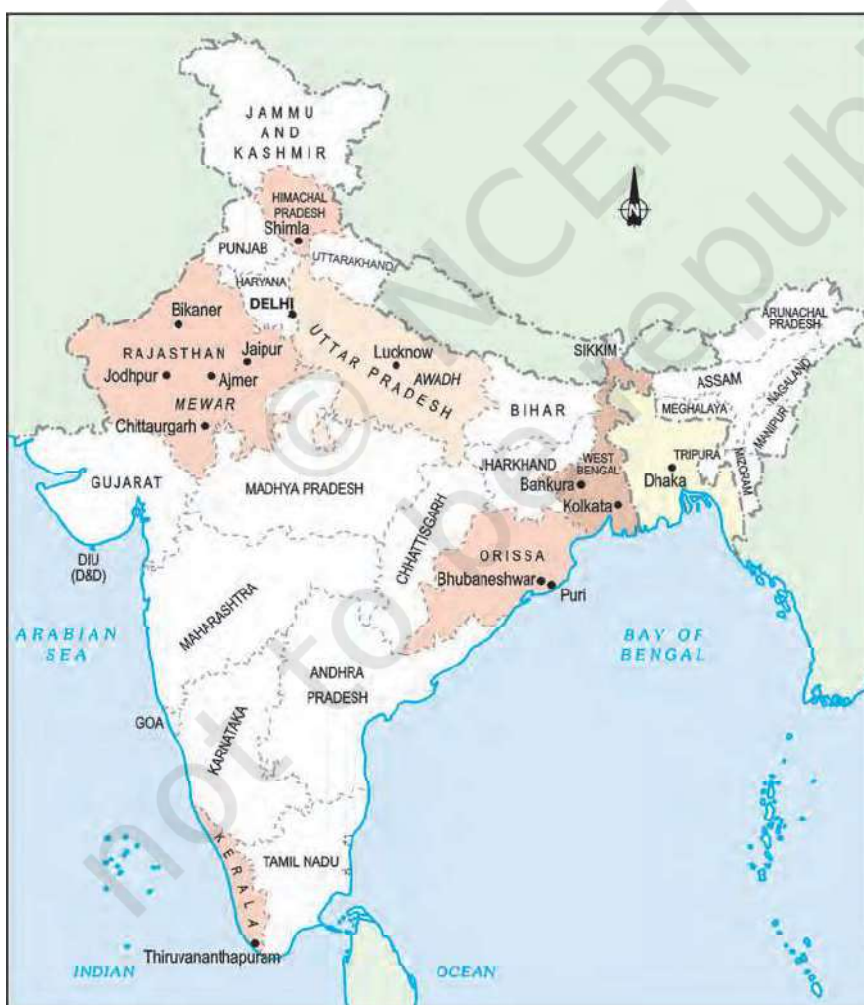 © NCERT
not to be republi
JAMMU
AND
KASHMIR
HIMACHAL
PRADESH
Shimla
PUNJAB
UTTARAKHAND
HARYANA
DELHI
N
ARUNACHAL
PRADESH
Bikaner
RAJASTHAN
Jaipur
Jodhpur
Ajmer
MEWAR
Chittaurgarh
UTTAR PRADESH
Lucknow
AWADH
SIKKIM
ASSAM
NAGALAND
MEGHALAYA
MANIPUR
BIHAR
TRIPURA
MIZORAM
Dhaka
JHARKHAND
WEST
BENGAL
Bankura
Kolkata
GUJARAT
MADHYA PRADESH
CHHATTISGARH
DIU
(D&D)
ORISSA
Bhubaneshwar
Puri
MAHARASHTRA
ARABIAN
SEA
BAY OF
BENGAL
ANDHRA
PRADESH
GOA
KARNATAKA
KERALA
TAMIL NADU
Thiruvananthapuram
INDIAN
OCEAN